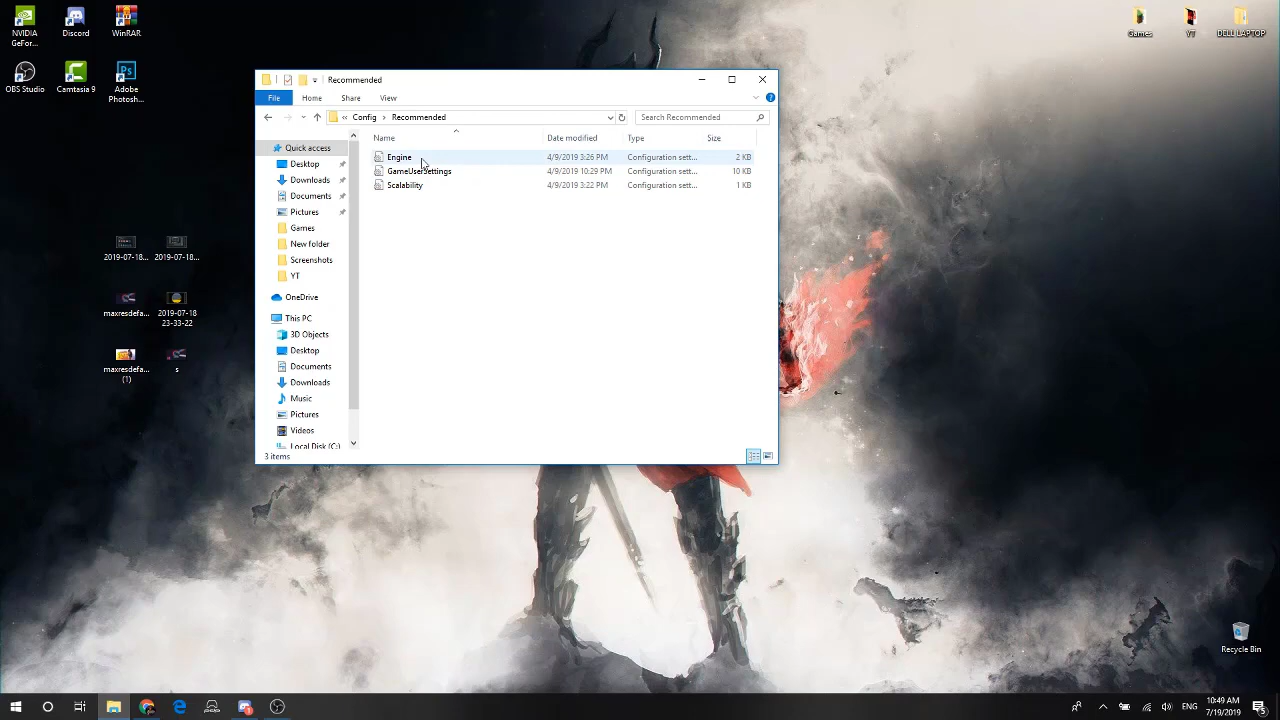 NVIDIA
GeFor...
Discord
WinRAR
OBS Studio
Camtasia 9
Adobe
Photosh...
Games
YT
DELL LAPTOP
Recommended
File
Home
Share
View
Config
Recommended
Search Recommended
Name
Date modified
Type
Size
Quick access
Desktop
Downloads
Documents
Pictures
Games
New folder
Screenshots
YT
OneDrive
This PC
3D Objects
Desktop
Documents
Downloads
Music
Pictures
Videos
Local Disk (C:)
Engine
4/9/2019 3:26 PM
Configuration sett...
2 KB
GameUserSettings
4/9/2019 10:29 PM
Configuration sett...
10 KB
Scalability
4/9/2019 3:22 PM
Configuration sett...
1 KB
3 items
2019-07-18...
2019-07-18...
maxresdefa...
2019-07-18
23-33-22
maxresdefa...
(1)
s
Recycle Bin
ENG
10:49 AM
7/19/2019